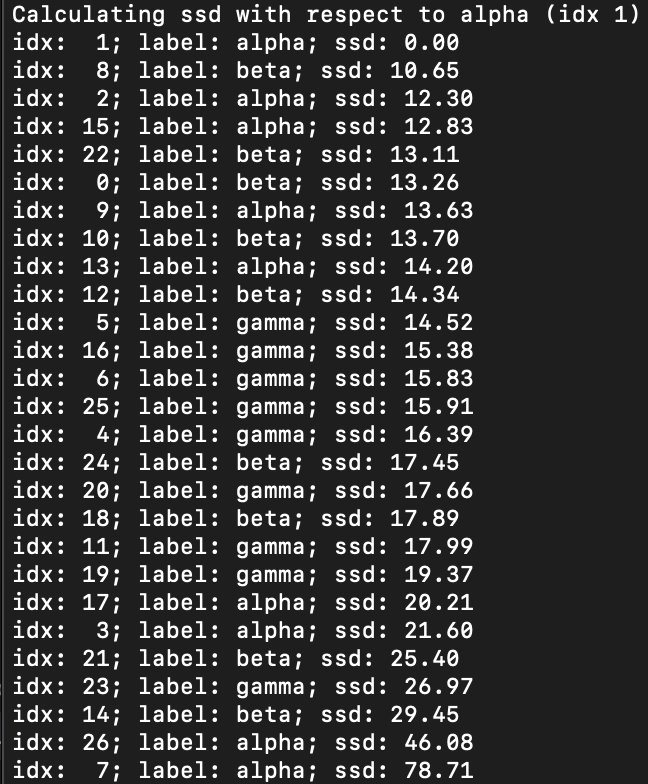 Calculating ssd with respect to alpha (idx 1)
idx:  1; label: alpha; ssd: 0.00
idx:  8; label: beta; ssd: 10.65
idx:  2; label: alpha; ssd: 12.30
idx: 15; label: alpha; ssd: 12.83
idx: 22; label: beta; ssd: 13.11
idx:  0; label: beta; ssd: 13.26
idx:  9; label: alpha; ssd: 13.63
idx: 10; label: beta; ssd: 13.70
idx: 13; label: alpha; ssd: 14.20
idx: 12; label: beta; ssd: 14.34
idx:  5; label: gamma; ssd: 14.52
idx: 16; label: gamma; ssd: 15.38
idx:  6; label: gamma; ssd: 15.83
idx: 25; label: gamma; ssd: 15.91
idx:  4; label: gamma; ssd: 16.39
idx: 24; label: beta; ssd: 17.45
idx: 20; label: gamma; ssd: 17.66
idx: 18; label: beta; ssd: 17.89
idx: 11; label: gamma; ssd: 17.99
idx: 19; label: gamma; ssd: 19.37
idx: 17; label: alpha; ssd: 20.21
idx:  3; label: alpha; ssd: 21.60
idx: 21; label: beta; ssd: 25.40
idx: 23; label: gamma; ssd: 26.97
idx: 14; label: beta; ssd: 29.45
idx: 26; label: alpha; ssd: 46.08
idx:  7; label: alpha; ssd: 78.71